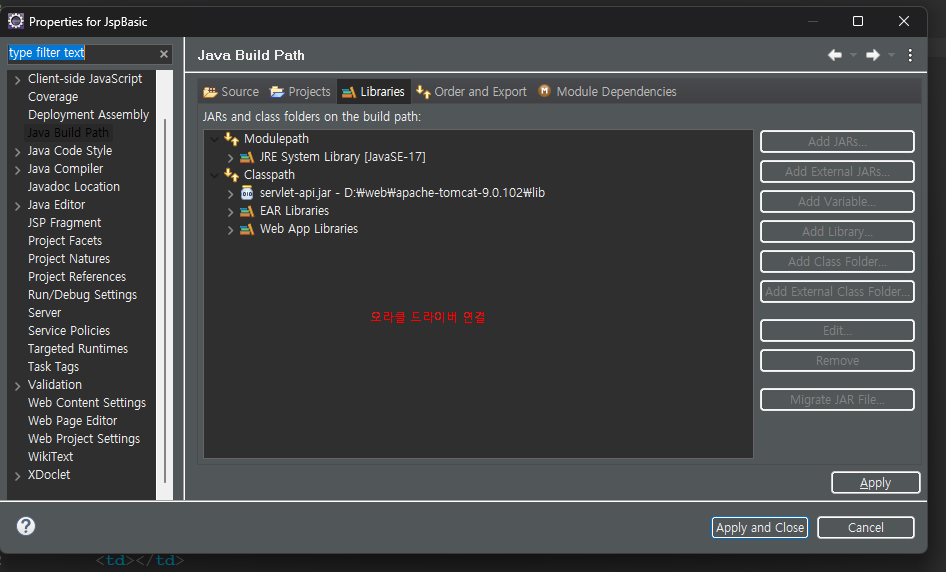 Properties for JspBasic
type filter text
Java Build Path
Client-side JavaScript
Coverage
Deployment Assembly
Java Build Path
Java Code Style
Java Compiler
Javadoc Location
Java Editor
JSP Fragment
Project Facets
Project Natures
Project References
Run/Debug Settings
Server
Service Policies
Targeted Runtimes
Task Tags
Validation
Web Content Settings
Web Page Editor
Web Project Settings
WikiText
XDoclet
Source Projects Libraries Order and Export Module Dependencies
JARs and class folders on the build path:
Modulepath
JRE System Library [JavaSE-17]
Classpath
servlet-api.jar - D:₩web₩apache-tomcat-9.0.102₩lib
EAR Libraries
Web App Libraries
오라클 드라이버 연결
Add JARs...
Add External JARs...
Add Variable...
Add Library...
Add Class Folder...
Add External Class Folder...
Edit...
Remove
Migrate JAR File...
Apply
Apply and Close Cancel
<td></td>